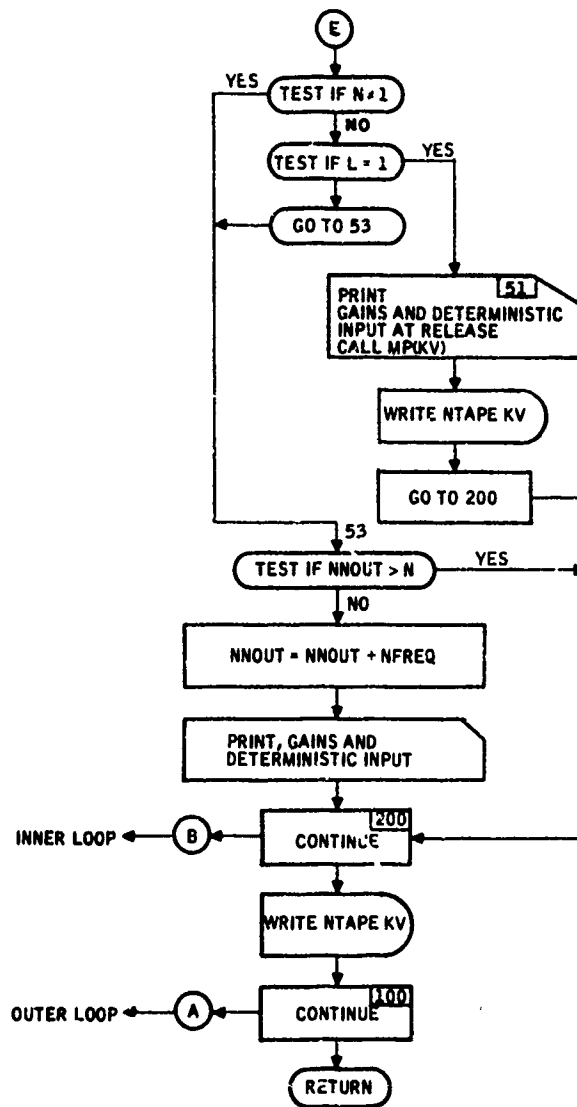 E
YES
TEST IF N≠1
NO
TEST IF L = 1
YES
GO TO 53
51
PRINT
GAINS AND DETERMINISTIC
INPUT AT RELEASE
CALL MP(KV)
WRITE NTAPE KV
GO TO 200
53
TEST IF NNOUT > N
YES
NO
NNOUT = NNOUT + NFREQ
PRINT, GAINS AND
DETERMINISTIC INPUT
200
INNER LOOP
B
CONTINUE
WRITE NTAPE KV
100
OUTER LOOP
A
CONTINUE
RETURN